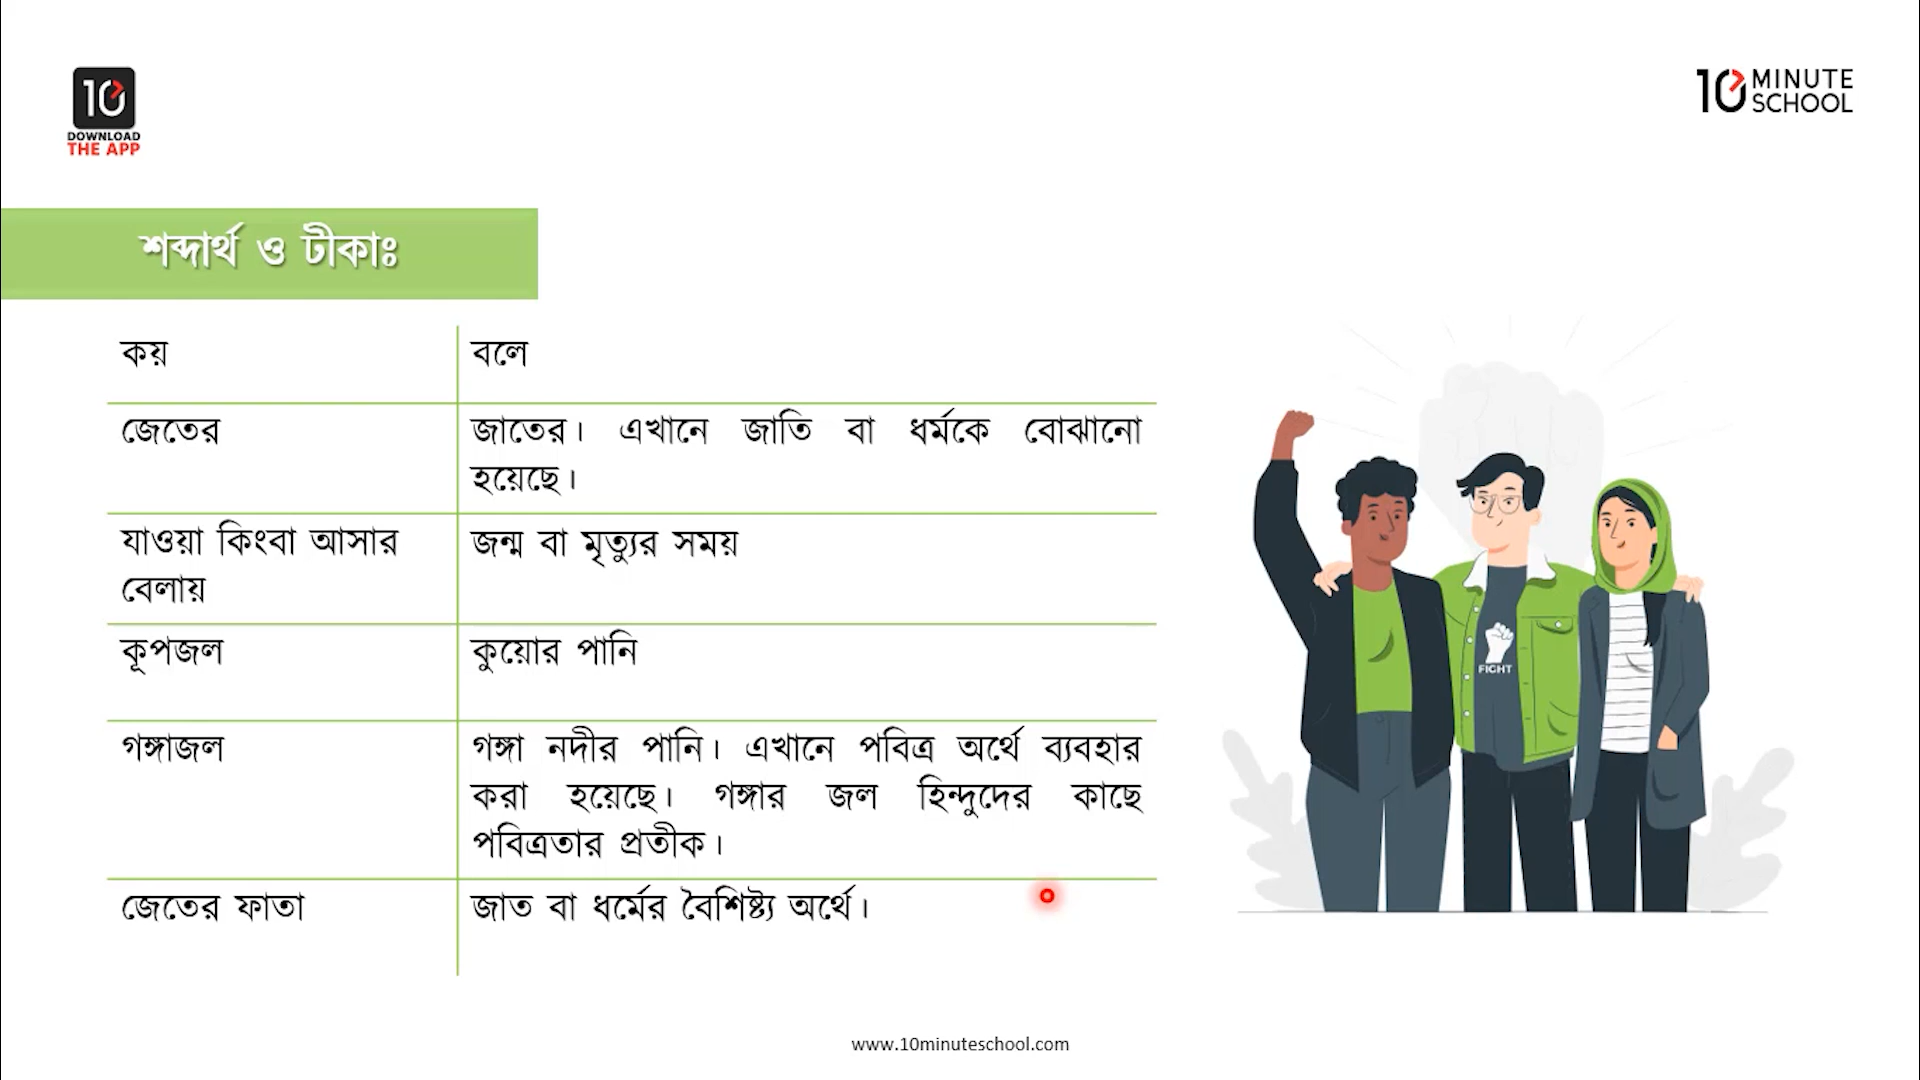 10
DOWNLOAD
THE APP
10 MINUTE
SCHOOL
শব্দার্থ ও টীকাঃ
কয়
বলে
জেতের
জাতের। এখানে জাতি বা ধর্মকে বোঝানো
হয়েছে।
যাওয়া কিংবা আসার
বেলায়
জন্ম বা মৃত্যুর সময়
কূপজল
কুয়োর পানি
গঙ্গাজল
গঙ্গা নদীর পানি। এখানে পবিত্র অর্থে ব্যবহার
করা হয়েছে। গঙ্গার জল হিন্দুদের কাছে
পবিত্রতার প্রতীক।
জেতের ফাতা
জাত বা ধর্মের বৈশিষ্ট্য অর্থে।
FIGHT
www.10minuteschool.com